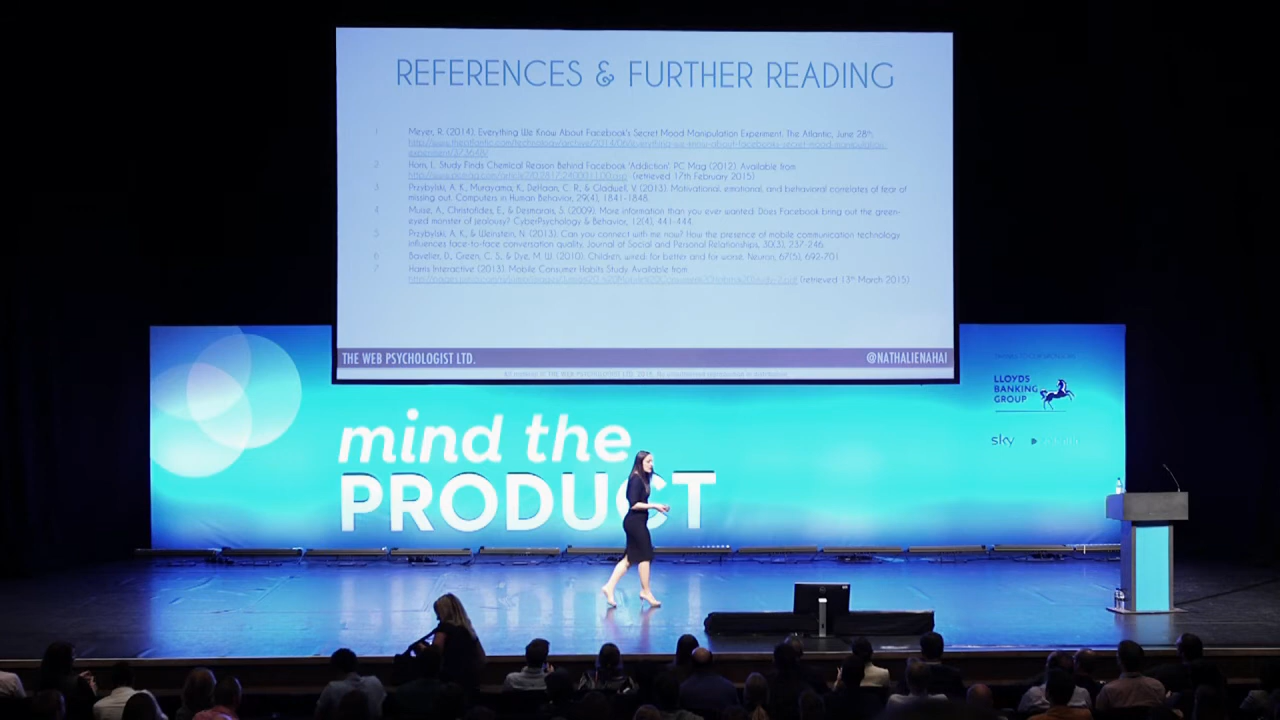 REFERENCES & FURTHER READING
1. Meyer, R. (2014). Everything We Know About Facebook's Secret Mood Manipulation Experiment. The Atlantic, June 28th.
2. Horn, L. Study Finds Chemical Reason Behind Facebook 'Addiction'. PC Mag (2012). Available from
(retrieved 17th February 2015)
3. Przybylski, A. K., Murayama, K., DeHaan, C. R., & Gladwell, V. (2013). Motivational, emotional, and behavioral correlates of fear of
missing out. Computers in Human Behavior, 29(4), 1841-1848.
4. Muise, A., Christofides, E., & Desmarais, S. (2009). More information than you ever wanted: Does Facebook bring out the green-
eyed monster of jealousy? CyberPsychology & Behavior, 12(4), 441-444.
5. Przybylski, A. K., & Weinstein, N. (2013). Can you connect with me now? How the presence of mobile communication technology
influences face-to-face conversation quality. Journal of Social and Personal Relationships, 30(3), 237-246.
6. Bavelier, D., Green, C. S., & Dye, M. W. (2010). Children, wired: for better and for worse. Neuron, 67(5), 692-701.
7. Harris Interactive (2013). Mobile Consumer Habits Study. Available from
(retrieved 13th March 2015)
THE WEB PSYCHOLOGIST LTD.
@NATHALIENAHAI
mind the
PRODUCT
LLOYDS
BANKING
GROUP
sky